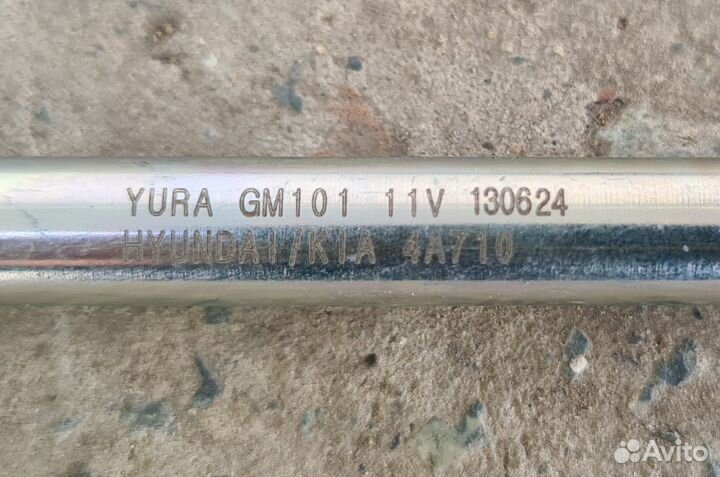 YURA GM101 11V 130624
HYUNDAI/KIA 4A710
Avito